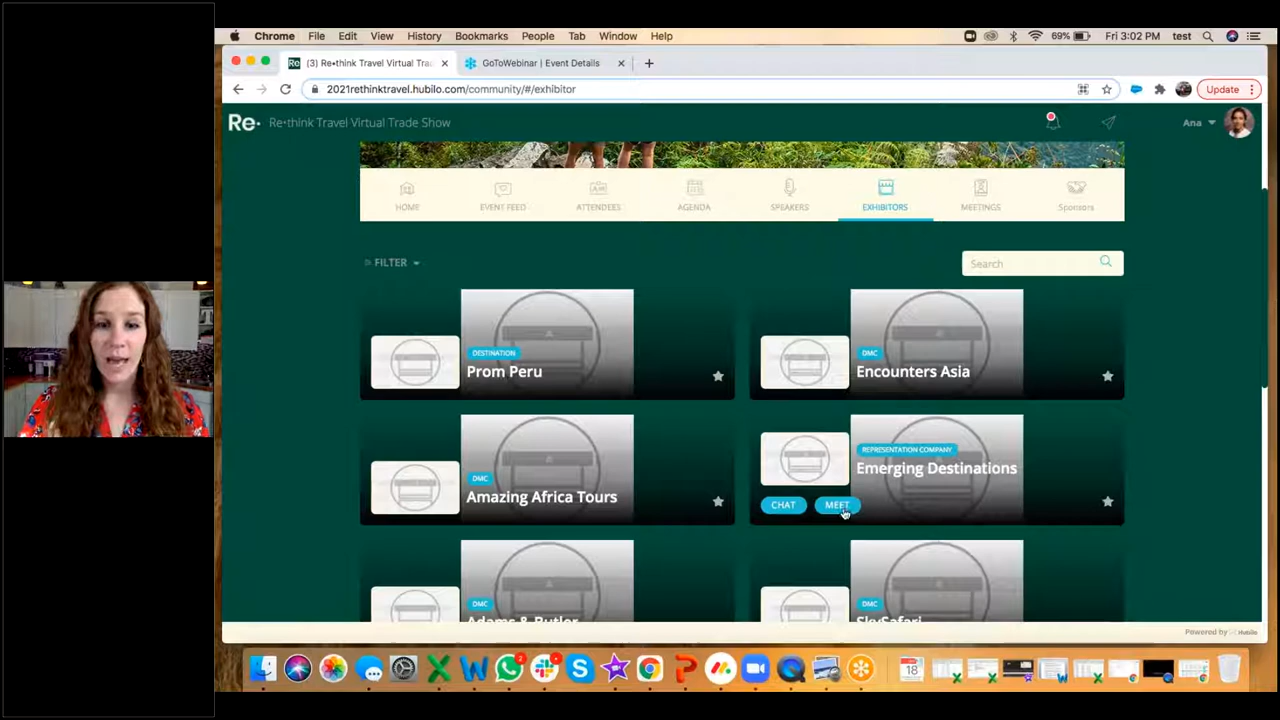 Chrome File Edit View History Bookmarks People Tab Window Help 69% Fri 3:02 PM test
Re (3) Re•think Travel Virtual Trad GoToWebinar | Event Details
2021rethinktravel.hubilo.com/community/#/exhibitor Update
Re• Re•think Travel Virtual Trade Show Ana
HOME EVENT FEED ATTENDEES AGENDA SPEAKERS EXHIBITORS MEETINGS Sponsors
FILTER Search
DESTINATION
Prom Peru
DMC
Encounters Asia
DMC
Amazing Africa Tours
REPRESENTATION COMPANY
Emerging Destinations
CHAT MEET
DMC
Adams & Butler
DMC
SkySafari
Powered by Hubilo
18